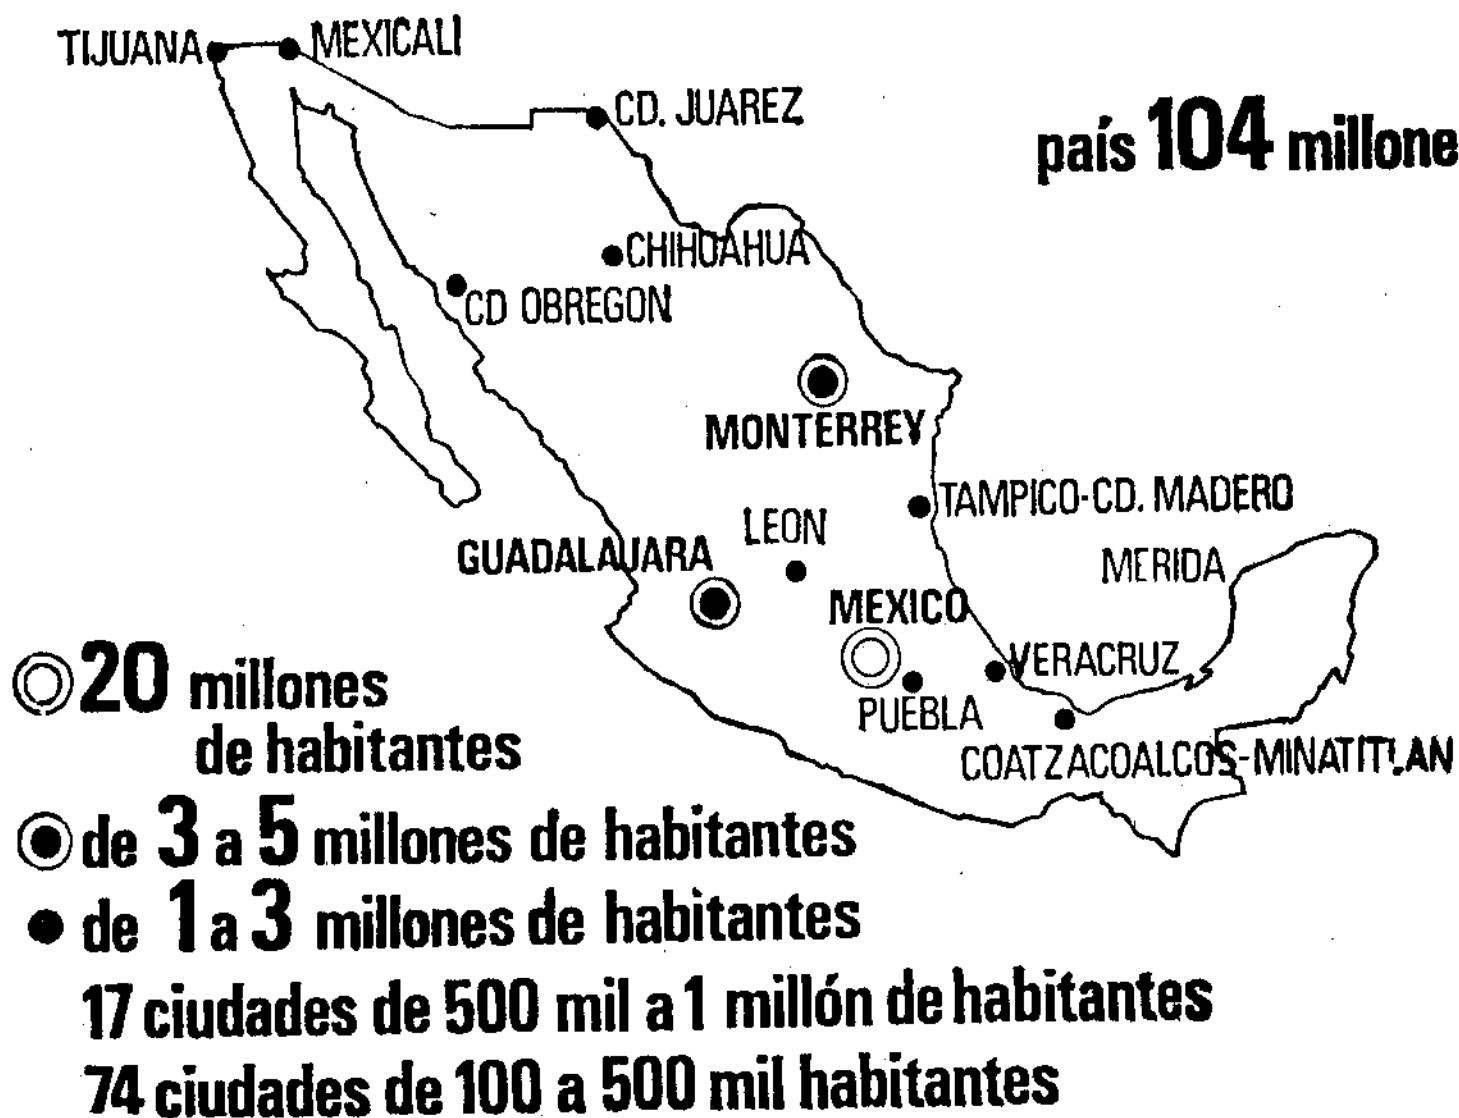 TIJUANA
MEXICALI
CD. JUAREZ
país 104 millone
CHIHUAHUA
CD OBREGON
MONTERREY
TAMPICO-CD. MADERO
LEON
GUADALAUARA
MERIDA
MEXICO
VERACRUZ
PUEBLA
COATZACOALCOS-MINATITLAN
20 millones
de habitantes
de 3 a 5 millones de habitantes
de 1 a 3 millones de habitantes
17 ciudades de 500 mil a 1 millón de habitantes
74 ciudades de 100 a 500 mil habitantes